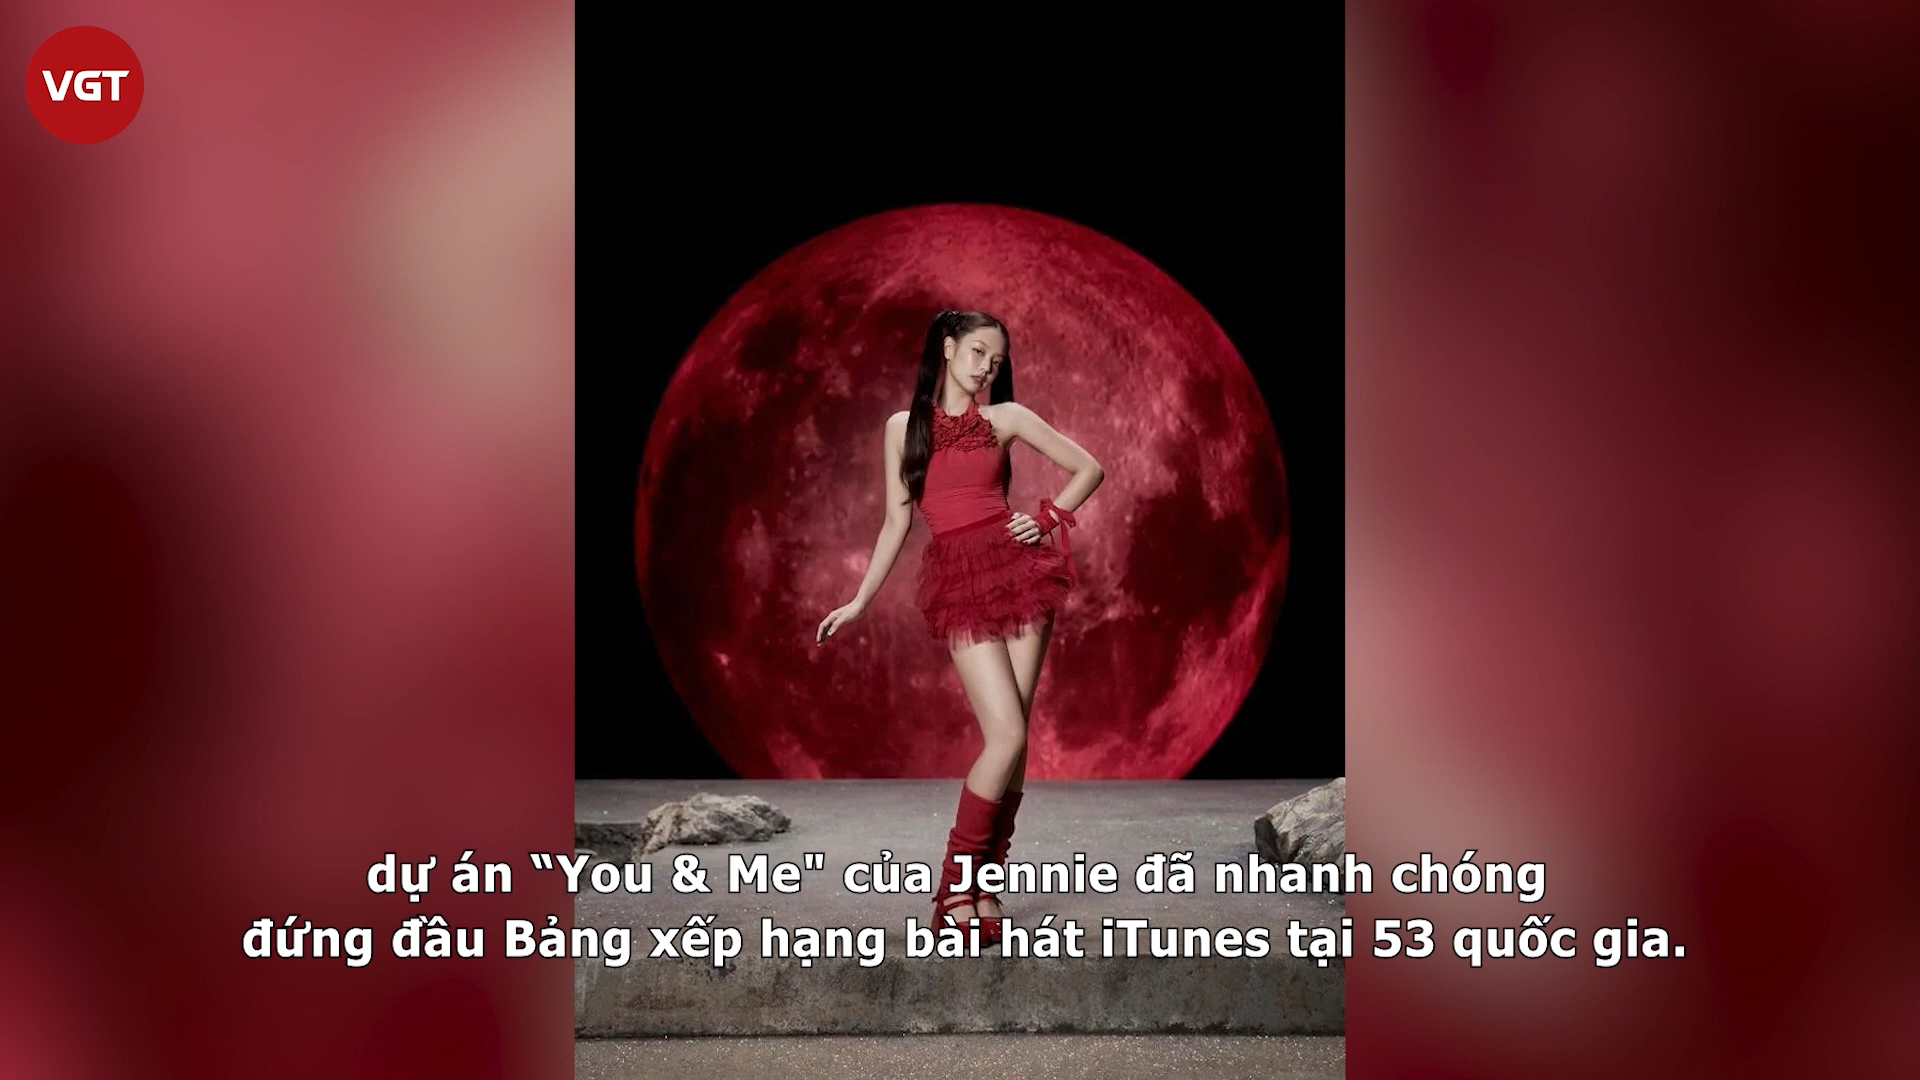 VGT
dự án “You & Me" của Jennie đã nhanh chóng
đứng đầu Bảng xếp hạng bài hát iTunes tại 53 quốc gia.